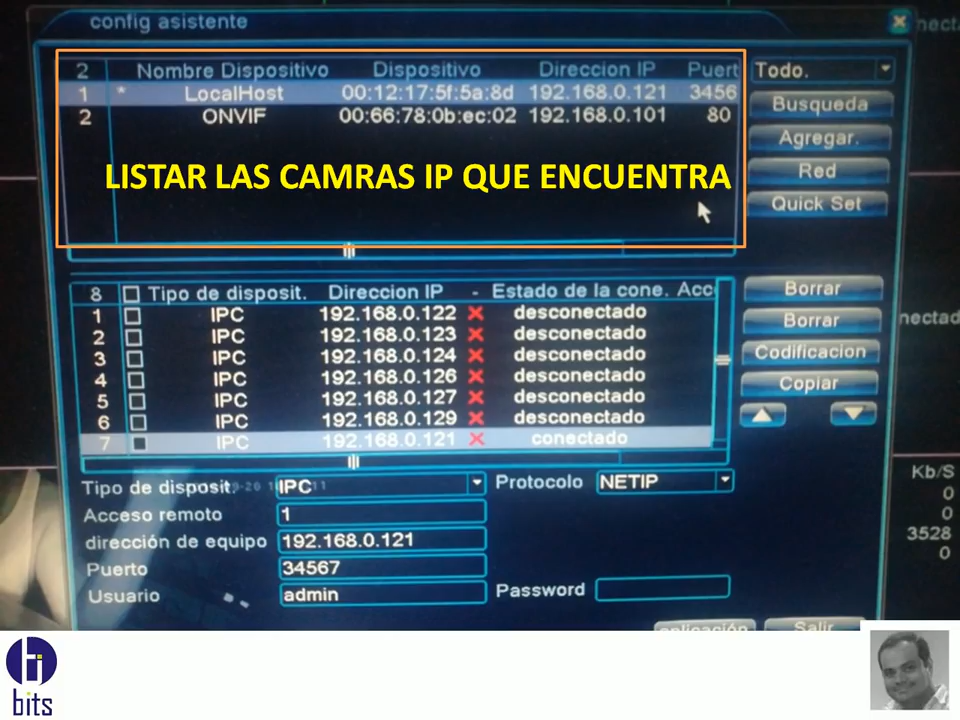 config asistente
2 Nombre Dispositivo Dispositivo Direccion IP Puert
1 * LocalHost 00:12:17:5f:5a:8d 192.168.0.121 3456
2 ONVIF 00:66:78:0b:ec:02 192.168.0.101 80
LISTAR LAS CAMRAS IP QUE ENCUENTRA
Todo.
Busqueda
Agregar.
Red
Quick Set
8 Tipo de disposit. Direccion IP - Estado de la cone. Acc
1 IPC 192.168.0.122 desconectado
2 IPC 192.168.0.123 desconectado
3 IPC 192.168.0.124 desconectado
4 IPC 192.168.0.126 desconectado
5 IPC 192.168.0.127 desconectado
6 IPC 192.168.0.129 desconectado
7 IPC 192.168.0.121 conectado
Borrar
Borrar
Codificacion
Copiar
Tipo de disposit. IPC Protocolo NETIP
Acceso remoto 1
dirección de equipo 192.168.0.121
Puerto 34567
Usuario admin Password
aplicación Salir
Kb/S
0
0
3528
0
bits